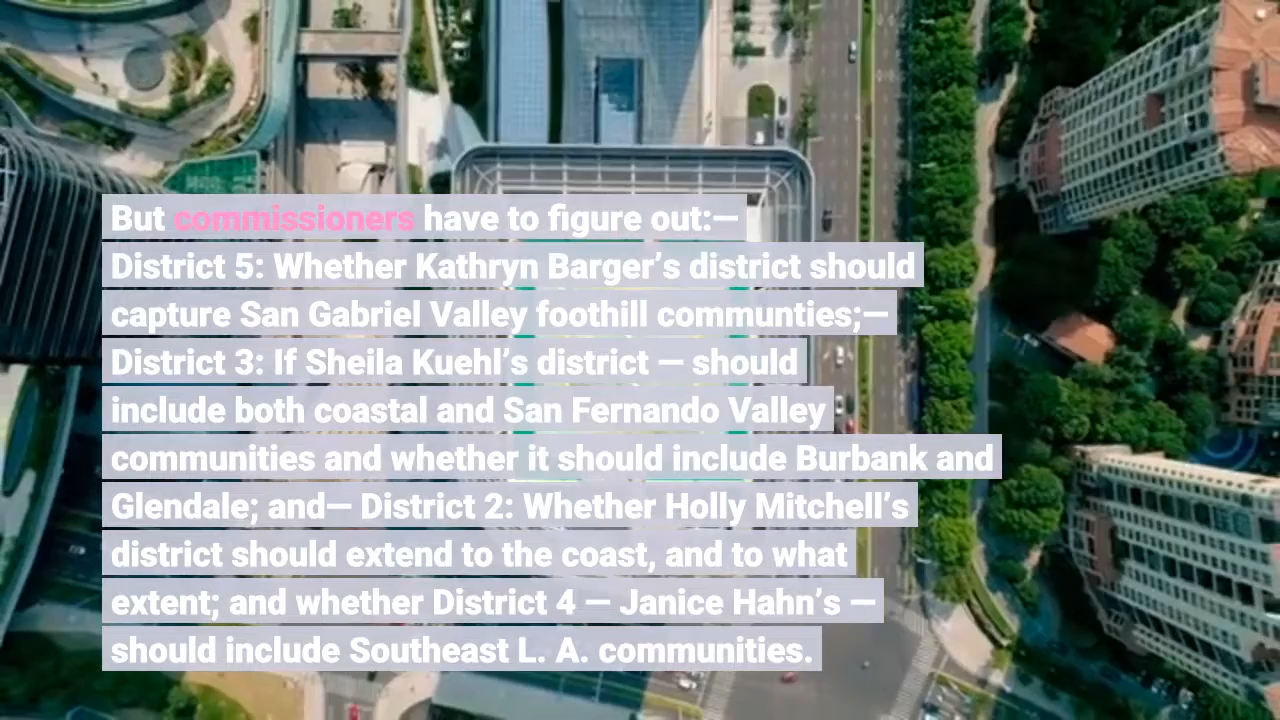 But commissioners have to figure out:—
District 5: Whether Kathryn Barger’s district should
capture San Gabriel Valley foothill communties;—
District 3: If Sheila Kuehl’s district — should
include both coastal and San Fernando Valley
communities and whether it should include Burbank and
Glendale; and— District 2: Whether Holly Mitchell’s
district should extend to the coast, and to what
extent; and whether District 4 — Janice Hahn’s —
should include Southeast L. A. communities.